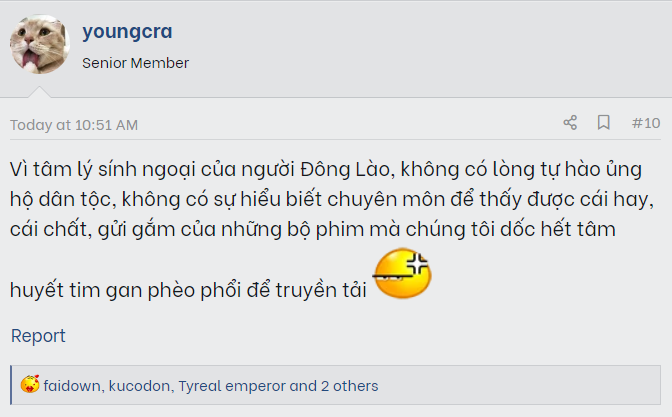 youngcra
Senior Member
Today at 10:51 AM
#10
Vì tâm lý sính ngoại của người Đông Lào, không có lòng tự hào ủng
hộ dân tộc, không có sự hiểu biết chuyên môn để thấy được cái hay,
cái chất, gửi gắm của những bộ phim mà chúng tôi dốc hết tâm
huyết tim gan phèo phổi để truyền tải
Report
faidown, kucodon, Tyreal emperor and 2 others